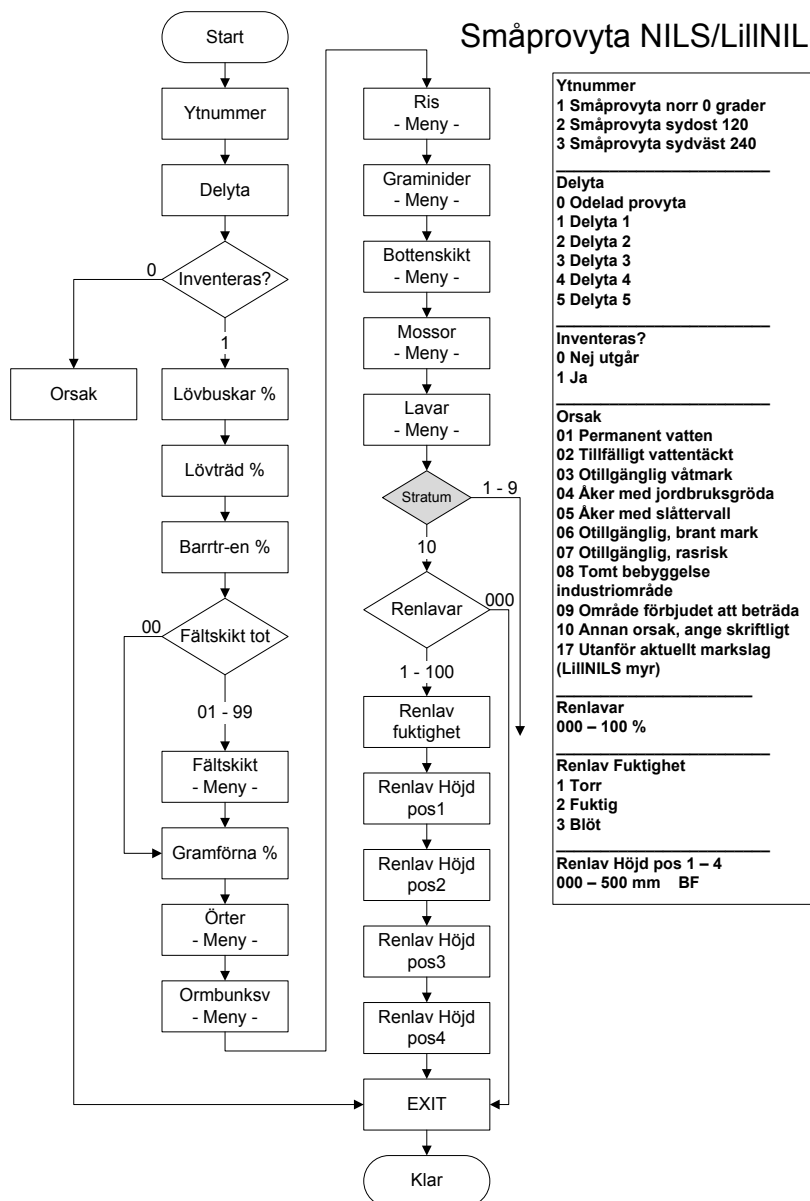 Småprovyta NILS/LillNIL
Start
Ytnummer
Delyta
Inventeras?
0
1
Orsak
Lövbuskar %
Lövträd %
Barrtr-en %
Fältskikt tot
00
01 - 99
Fältskikt
- Meny -
Gramförna %
Örter
- Meny -
Ormbunksv
- Meny -
Ris
- Meny -
Graminider
- Meny -
Bottenskikt
- Meny -
Mossor
- Meny -
Lavar
- Meny -
Stratum
1 - 9
10
Renlavar
000
1 - 100
Renlav
fuktighet
Renlav Höjd
pos1
Renlav Höjd
pos2
Renlav Höjd
pos3
Renlav Höjd
pos4
EXIT
Klar
Ytnummer
1 Småprovyta norr 0 grader
2 Småprovyta sydost 120
3 Småprovyta sydväst 240
Delyta
0 Odelad provyta
1 Delyta 1
2 Delyta 2
3 Delyta 3
4 Delyta 4
5 Delyta 5
Inventeras?
0 Nej utgår
1 Ja
Orsak
01 Permanent vatten
02 Tillfälligt vattentäckt
03 Otillgänglig våtmark
04 Åker med jordbruksgröda
05 Åker med slåttervall
06 Otillgänglig, brant mark
07 Otillgänglig, rasrisk
08 Tomt bebyggelse
industriområde
09 Område förbjudet att beträda
10 Annan orsak, ange skriftligt
17 Utanför aktuellt markslag
(LillNILS myr)
Renlavar
000 – 100 %
Renlav Fuktighet
1 Torr
2 Fuktig
3 Blöt
Renlav Höjd pos 1 – 4
000 – 500 mm BF